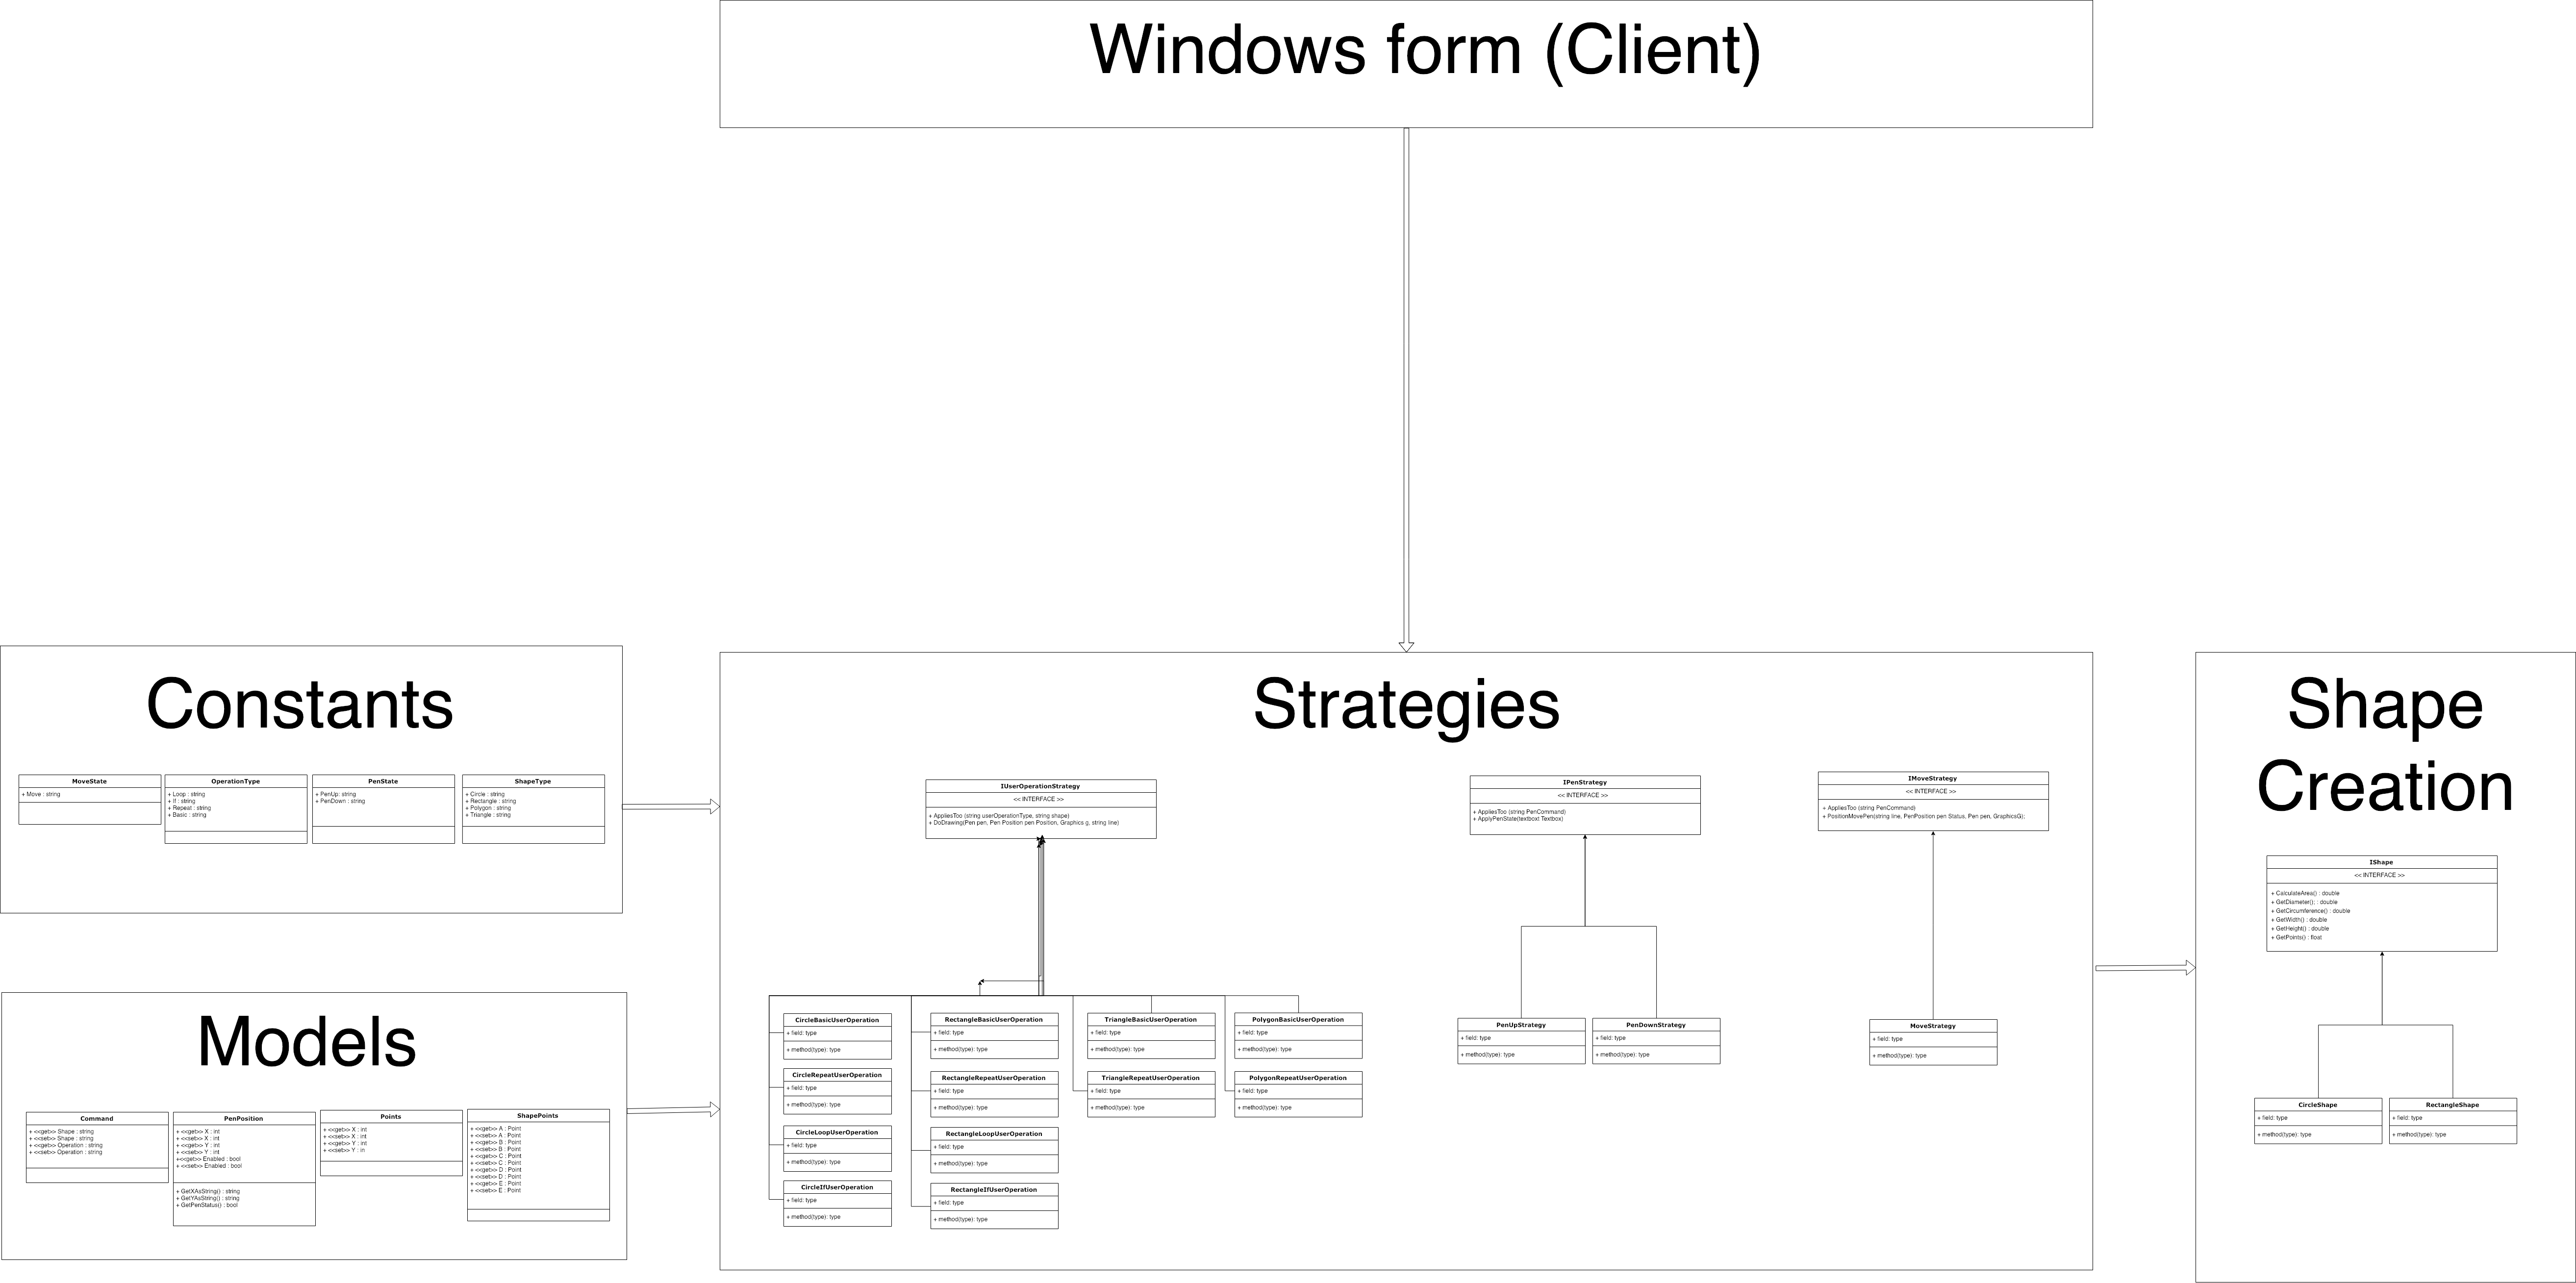 Windows form (Client)
Constants
MoveState
+ Move : string
OperationType
+ Loop : string
+ If : string
+ Repeat : string
+ Basic : string
PenState
+ PenUp: string
+ PenDown : string
ShapeType
+ Circle : string
+ Rectangle : string
+ Polygon : string
+ Triangle : string
Models
Command
+ <<get>> Shape : string
+ <<set>> Shape : string
+ <<get>> Operation : string
+ <<set>> Operation : string
PenPosition
+ <<get>> X : int
+ <<set>> X : int
+ <<get>> Y : int
+ <<set>> Y : int
+<<get>> Enabled : bool
+ <<set>> Enabled : bool
+ GetXAsString() : string
+ GetYAsString() : string
+ GetPenStatus() : bool
Points
+ <<get>> X : int
+ <<set>> X : int
+ <<get>> Y : int
+ <<set>> Y : in
ShapePoints
+ <<get>> A : Point
+ <<set>> A : Point
+ <<get>> B : Point
+ <<set>> B : Point
+ <<get>> C : Point
+ <<set>> C : Point
+ <<get>> D : Point
+ <<set>> D : Point
+ <<get>> E : Point
+ <<set>> E : Point
Strategies
IUserOperationStrategy
<< INTERFACE >>
+ AppliesToo (string userOperationType, string shape)
+ DoDrawing(Pen pen, Pen Position pen Position, Graphics g, string line)
IPenStrategy
<< INTERFACE >>
+ AppliesToo (string PenCommand)
+ ApplyPenState(textboxt Textbox)
IMoveStrategy
<< INTERFACE >>
+ AppliesToo (string PenCommand)
+ PositionMovePen(string line, PenPosition pen Status, Pen pen, GraphicsG);
CircleBasicUserOperation
+ field: type
+ method(type): type
RectangleBasicUserOperation
+ field: type
+ method(type): type
TriangleBasicUserOperation
+ field: type
+ method(type): type
PolygonBasicUserOperation
+ field: type
+ method(type): type
CircleRepeatUserOperation
+ field: type
+ method(type): type
RectangleRepeatUserOperation
+ field: type
+ method(type): type
TriangleRepeatUserOperation
+ field: type
+ method(type): type
PolygonRepeatUserOperation
+ field: type
+ method(type): type
CircleLoopUserOperation
+ field: type
+ method(type): type
RectangleLoopUserOperation
+ field: type
+ method(type): type
CircleIfUserOperation
+ field: type
+ method(type): type
RectangleIfUserOperation
+ field: type
+ method(type): type
PenUpStrategy
+ field: type
+ method(type): type
PenDownStrategy
+ field: type
+ method(type): type
MoveStrategy
+ field: type
+ method(type): type
Shape
Creation
IShape
<< INTERFACE >>
+ CalculateArea() : double
+ GetDiameter(); : double
+ GetCircumference() : double
+ GetWidth() : double
+ GetHeight() : double
+ GetPoints() : float
CircleShape
+ field: type
+ method(type): type
RectangleShape
+ field: type
+ method(type): type